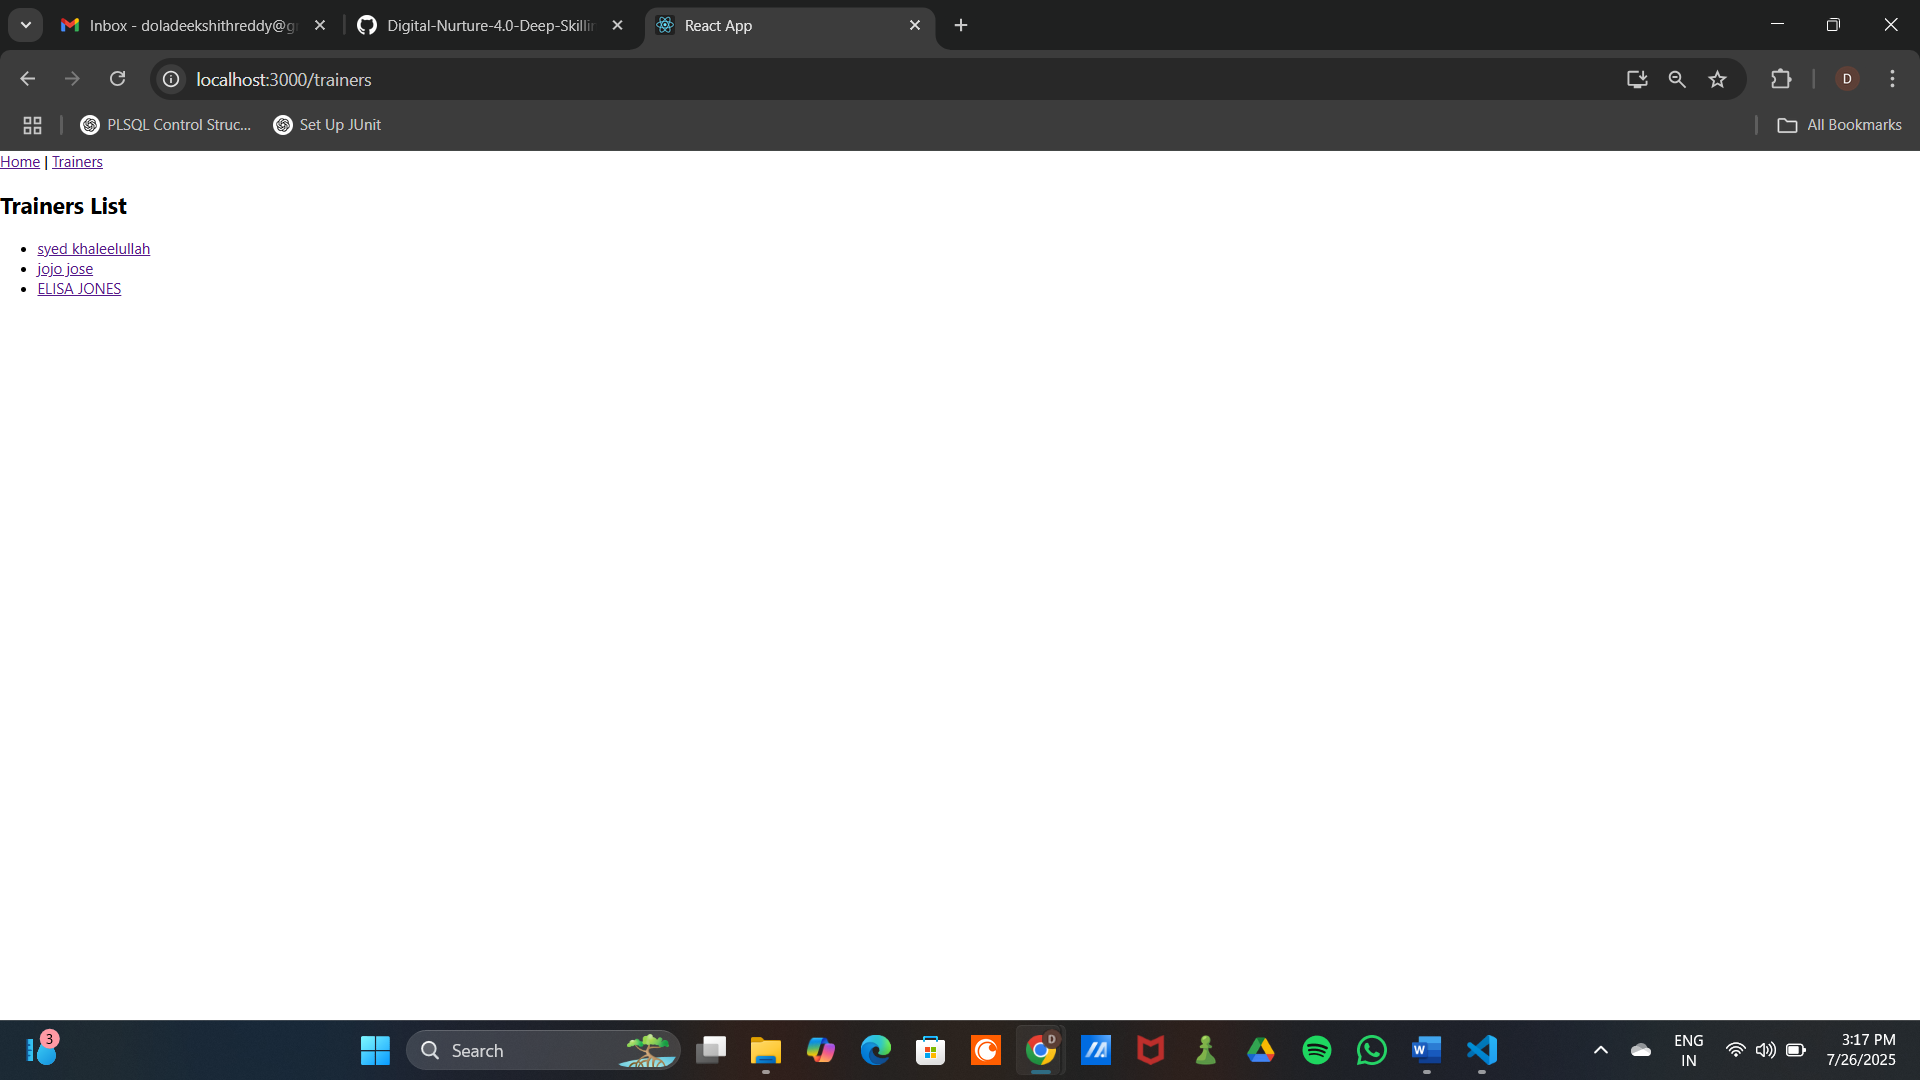 Inbox - doladeekshithreddy@g
Digital-Nurture-4.0-Deep-Skillin
React App
localhost:3000/trainers
D
PLSQL Control Struc...
Set Up JUnit
All Bookmarks
Home | Trainers
Trainers List
syed khaleelullah
jojo jose
ELISA JONES
3
Search
D
W
ENG
IN
3:17 PM
7/26/2025